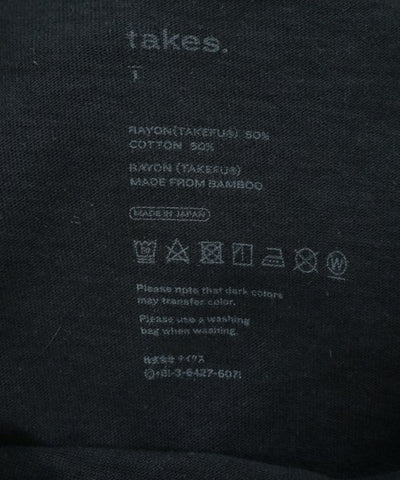 takes.
1
RAYON(TAKEFU®) 50%
COTTON 50%
RAYON (TAKEFU®)
MADE FROM BAMBOO
MADE IN JAPAN
W
Please note that dark colors
may transfer color.
Please use a washing
bag when washing.
株式会社テイクス
+81-3-6427-6071